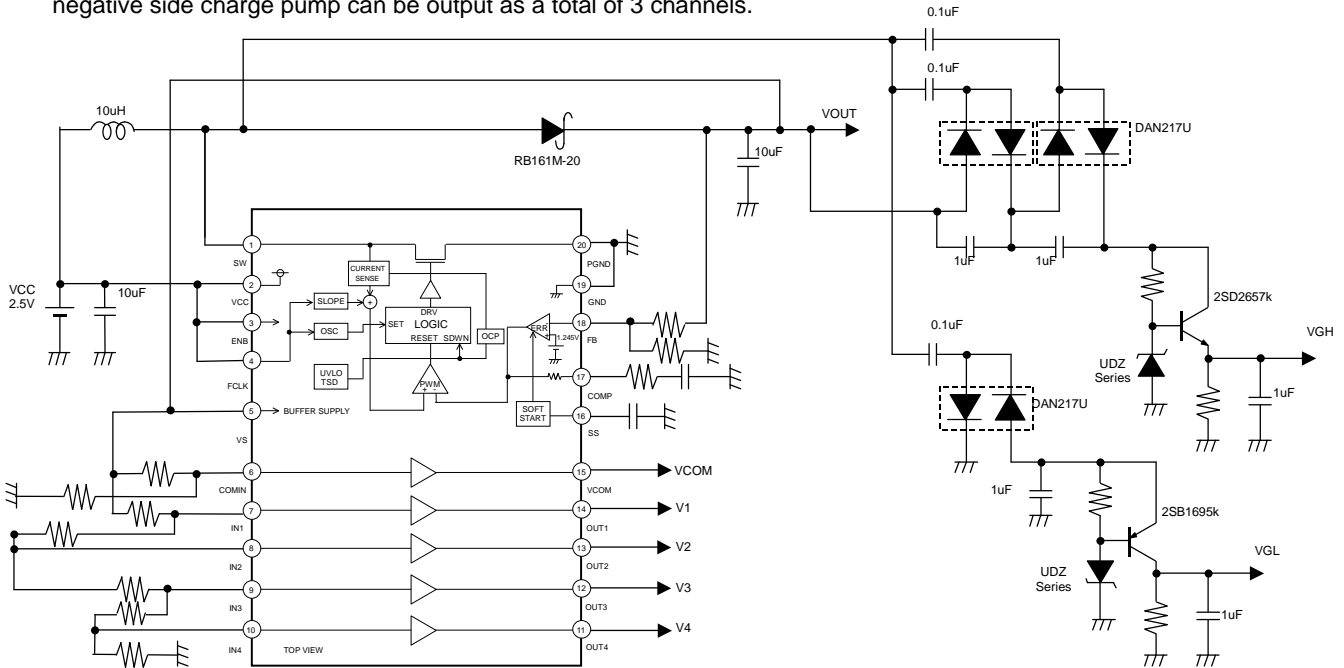 negative side charge pump can be output as a total of 3 channels.
0.1uF
0.1uF
10uH
VOUT
DAN217U
RB161M-20
10uF
1
20
SW
CURRENT
SENSE
PGND
1uF
1uF
VCC
2.5V
10uF
2
19
VCC
SLOPE
+
GND
2SD2657k
3
DRV
LOGIC
SET
OSC
RESET
SDWN
OCP
ERR
+
1.245V
18
ENB
FB
0.1uF
VGH
4
UVLO
TSD
PWM
+ -
17
UDZ
Series
FCLK
COMP
1uF
5
BUFFER SUPPLY
SOFT
START
16
DAN217U
VS
SS
6
15
VCOM
COMIN
VCOM
1uF
7
14
V1
2SB1695k
IN1
OUT1
8
13
V2
IN2
OUT2
VGL
9
12
V3
UDZ
Series
IN3
OUT3
1uF
10
11
V4
IN4
TOP VIEW
OUT4